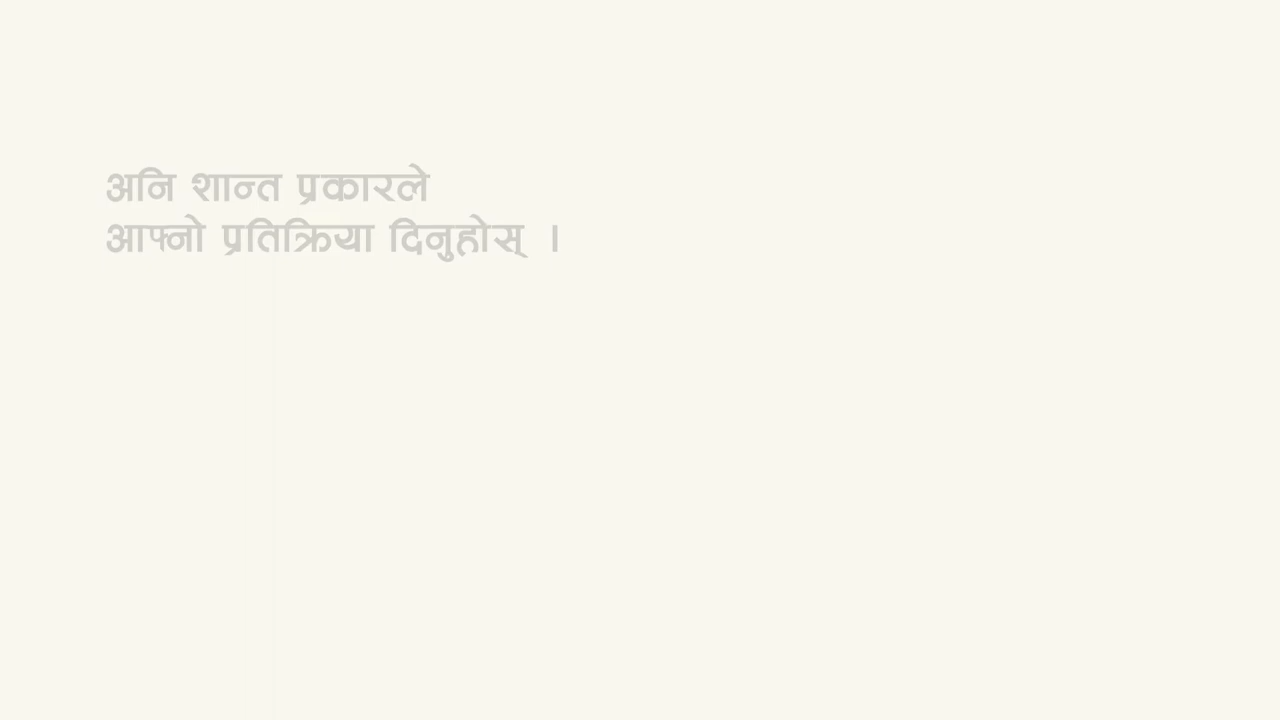 अनि शान्त प्रकारले
आफ्नो प्रतिक्रिया दिनुहोस् ।